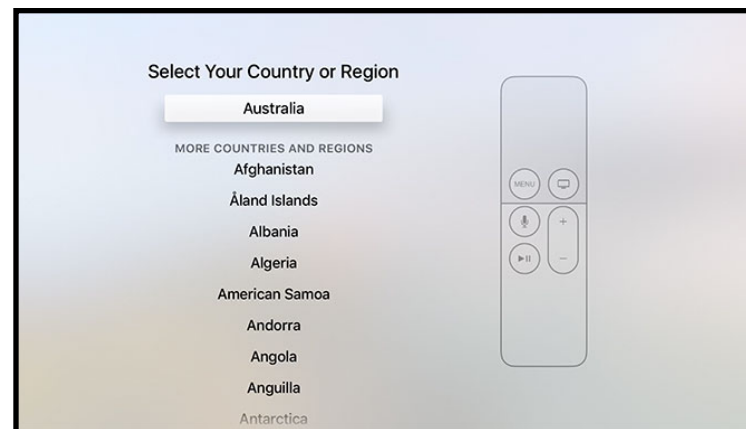 Select Your Country or Region
Australia
MORE COUNTRIES AND REGIONS
Afghanistan
Åland Islands
Albania
Algeria
American Samoa
Andorra
Angola
Anguilla
Antarctica
MENU
+
−